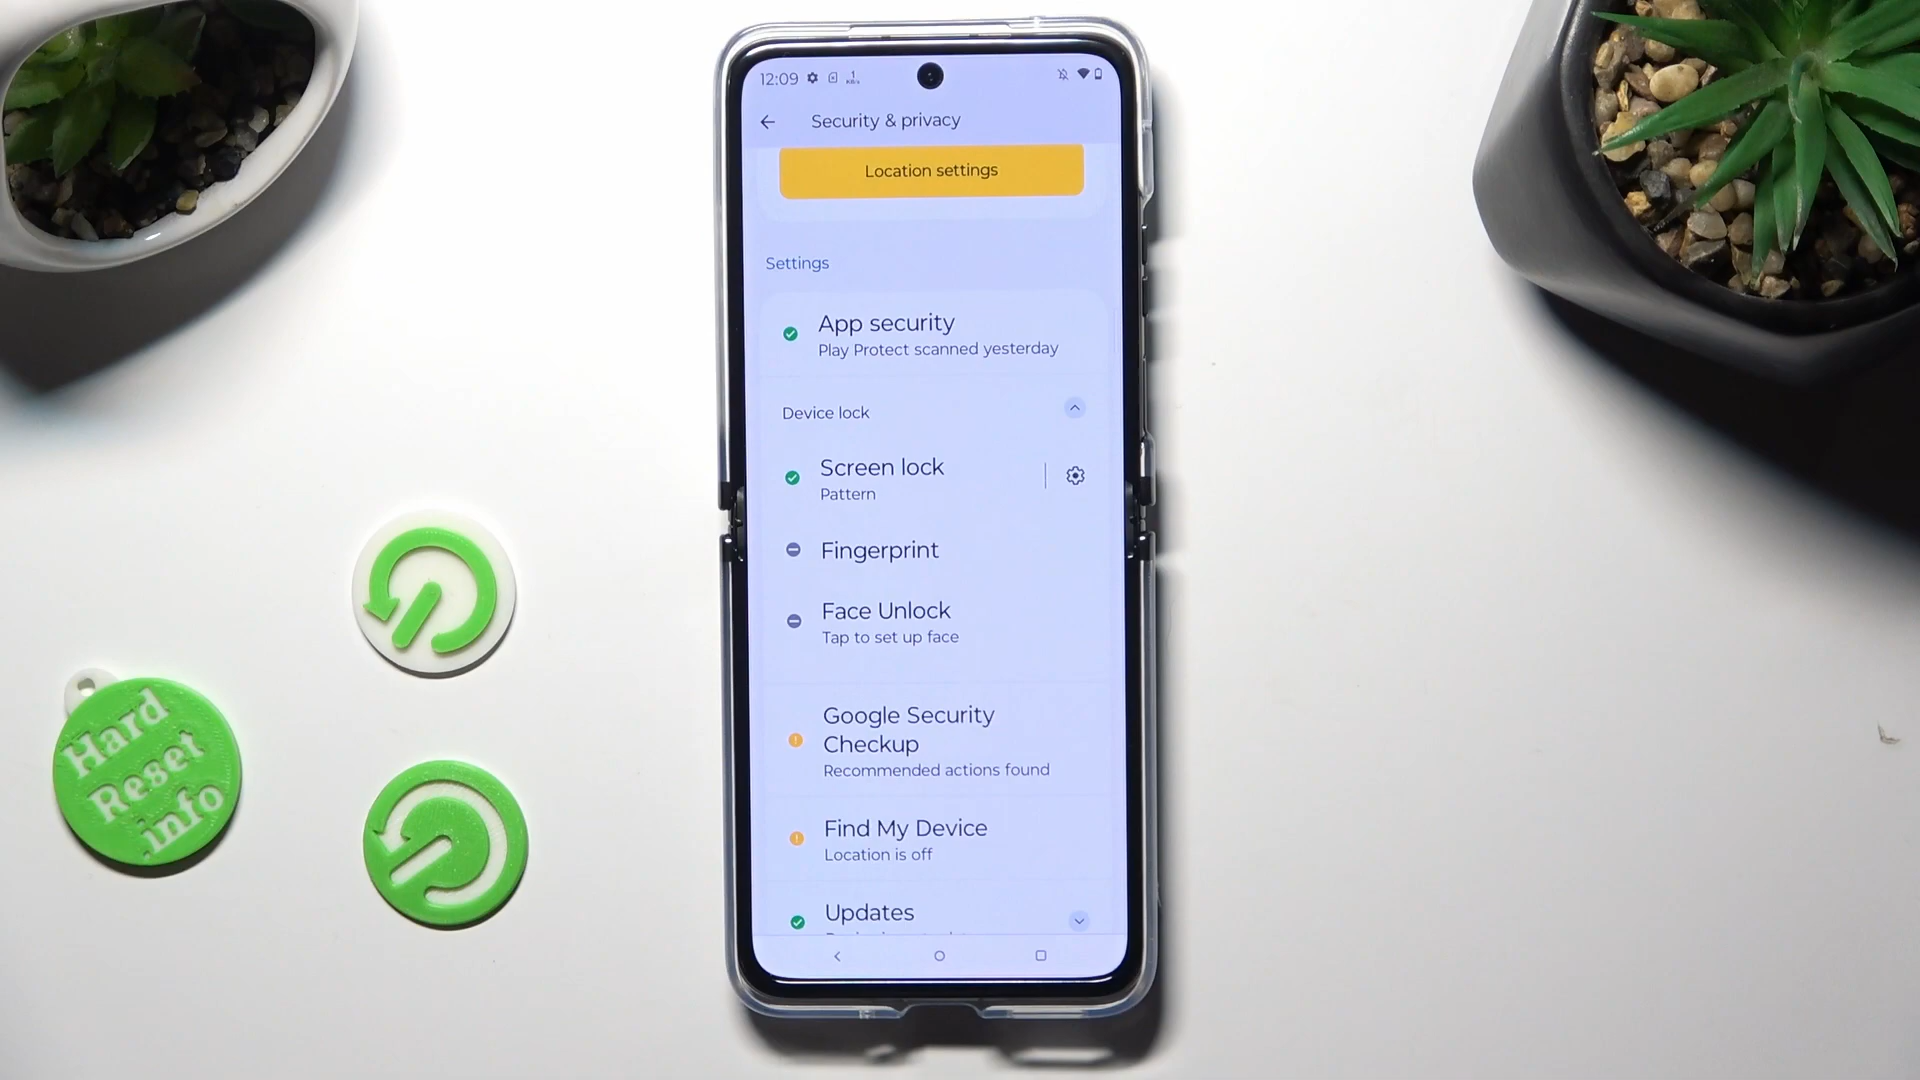 12:09
Security & privacy
Location settings
Settings
App security
Play Protect scanned yesterday
Device lock
Screen lock
Pattern
Fingerprint
Face Unlock
Tap to set up face
Google Security
Checkup
Recommended actions found
Find My Device
Location is off
Updates
Hard
Reset
.info